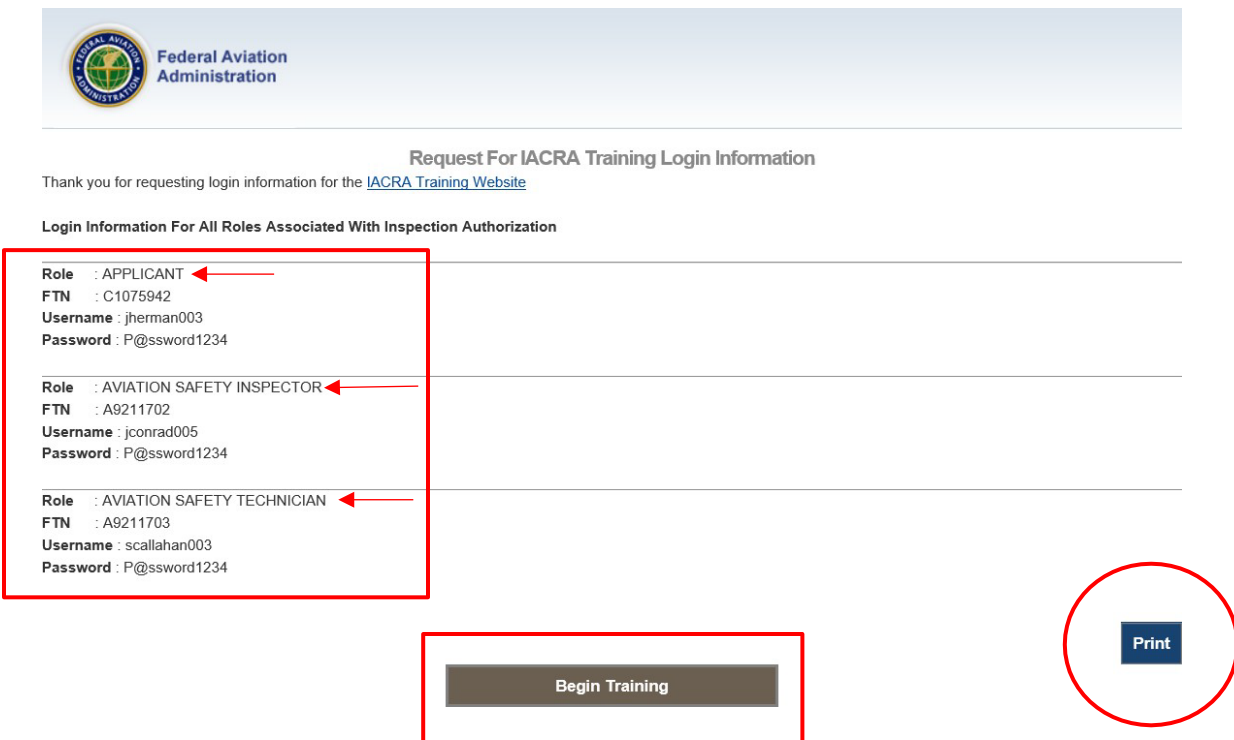 Federal Aviation
Administration
Request For IACRA Training Login Information
Thank you for requesting login information for the IACRA Training Website
Login Information For All Roles Associated With Inspection Authorization
Role : APPLICANT
FTN : C1075942
Username : jherman003
Password : P@ssword1234
Role : AVIATION SAFETY INSPECTOR
FTN : A9211702
Username : jconrad005
Password : P@ssword1234
Role : AVIATION SAFETY TECHNICIAN
FTN : A9211703
Username : scallahan003
Password : P@ssword1234
Print
Begin Training